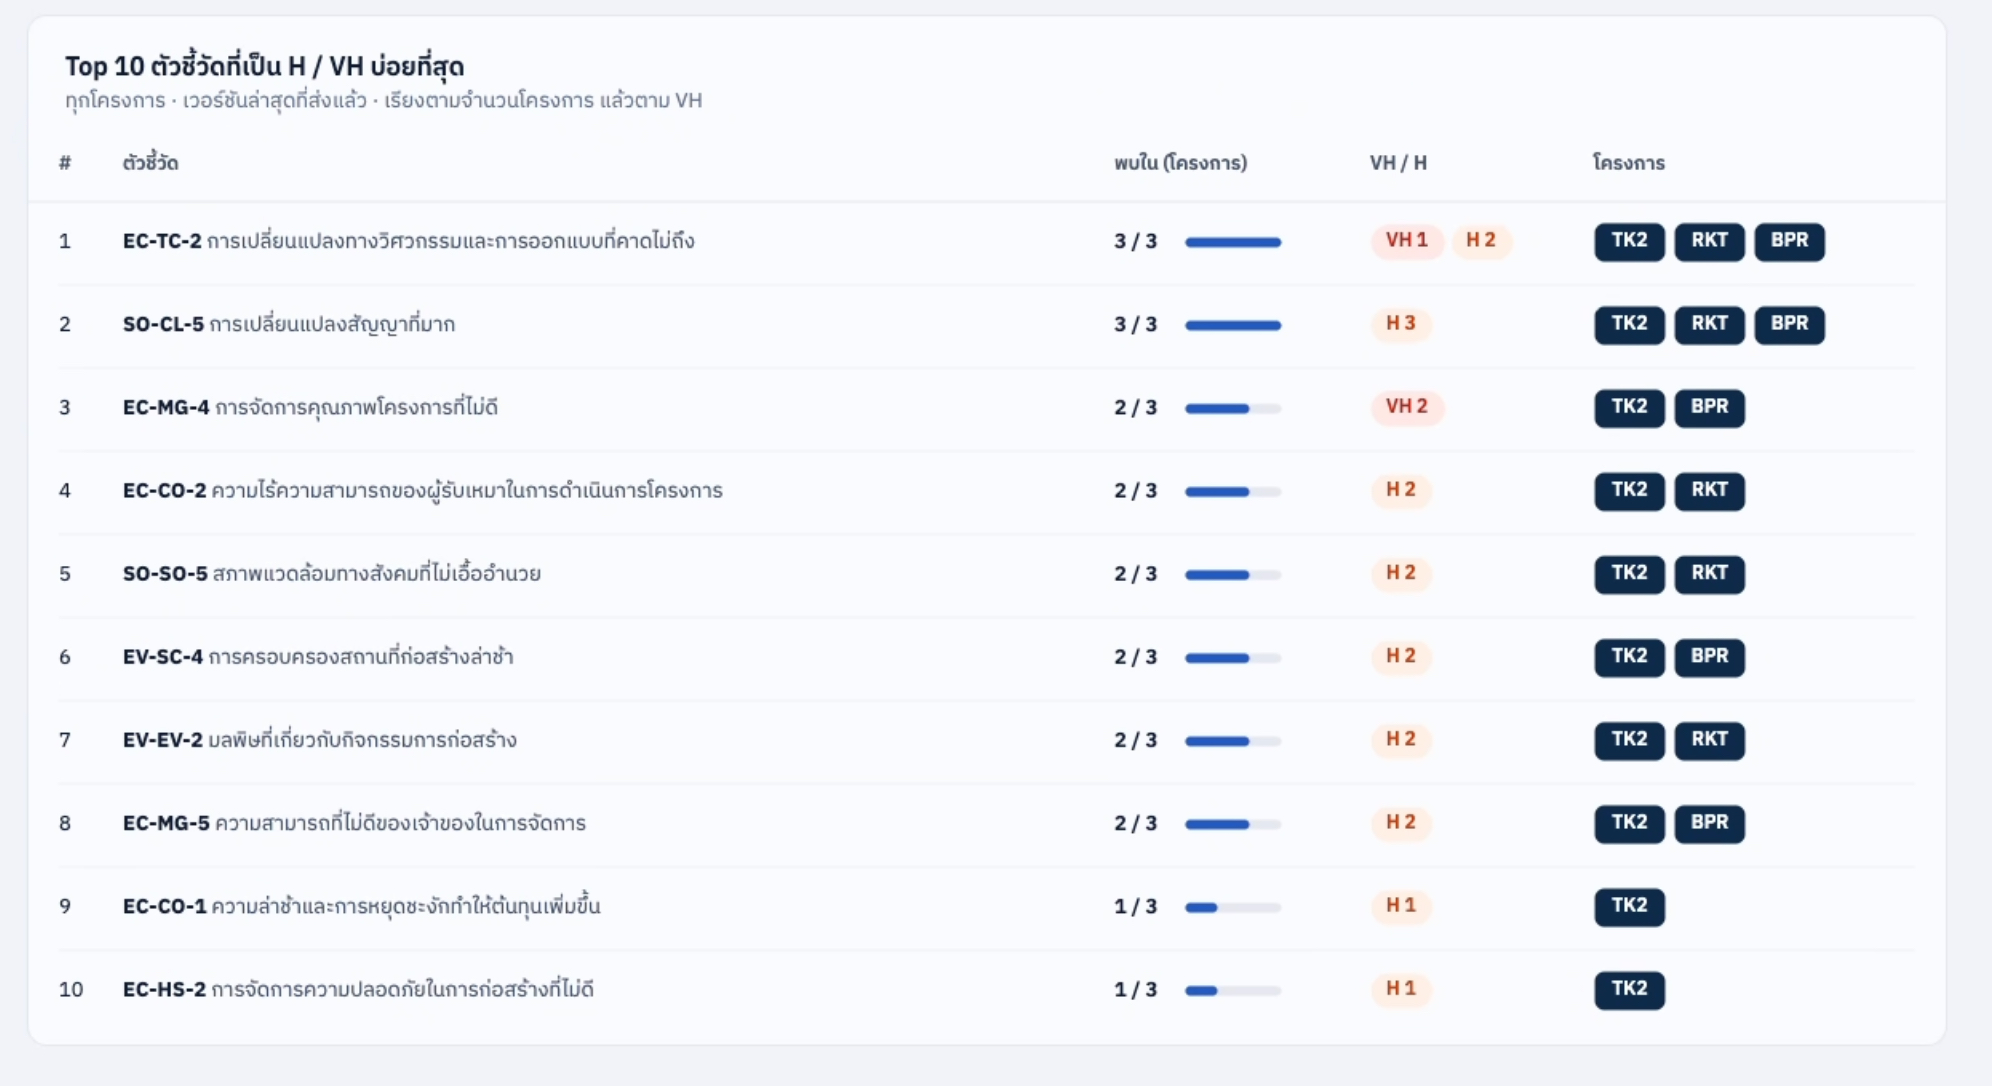 Top 10 ตัวชี้วัดที่เป็น H / VH บ่อยที่สุด
ทุกโครงการ · เวอร์ชันล่าสุดที่ส่งแล้ว · เรียงตามจำนวนโครงการ แล้วตาม VH
# ตัวชี้วัด พบใน (โครงการ) VH / H โครงการ
1 EC-TC-2 การเปลี่ยนแปลงทางวิศวกรรมและการออกแบบที่คาดไม่ถึง 3 / 3 VH 1 H 2 TK2 RKT BPR
2 SO-CL-5 การเปลี่ยนแปลงสัญญาที่มาก 3 / 3 H 3 TK2 RKT BPR
3 EC-MG-4 การจัดการคุณภาพโครงการที่ไม่ดี 2 / 3 VH 2 TK2 BPR
4 EC-CO-2 ความไร้ความสามารถของผู้รับเหมาในการดำเนินการโครงการ 2 / 3 H 2 TK2 RKT
5 SO-SO-5 สภาพแวดล้อมทางสังคมที่ไม่เอื้ออำนวย 2 / 3 H 2 TK2 RKT
6 EV-SC-4 การครอบครองสถานที่ก่อสร้างล่าช้า 2 / 3 H 2 TK2 BPR
7 EV-EV-2 มลพิษที่เกี่ยวกับกิจกรรมการก่อสร้าง 2 / 3 H 2 TK2 RKT
8 EC-MG-5 ความสามารถที่ไม่ดีของเจ้าของในการจัดการ 2 / 3 H 2 TK2 BPR
9 EC-CO-1 ความล่าช้าและการหยุดชะงักทำให้ต้นทุนเพิ่มขึ้น 1 / 3 H 1 TK2
10 EC-HS-2 การจัดการความปลอดภัยในการก่อสร้างที่ไม่ดี 1 / 3 H 1 TK2